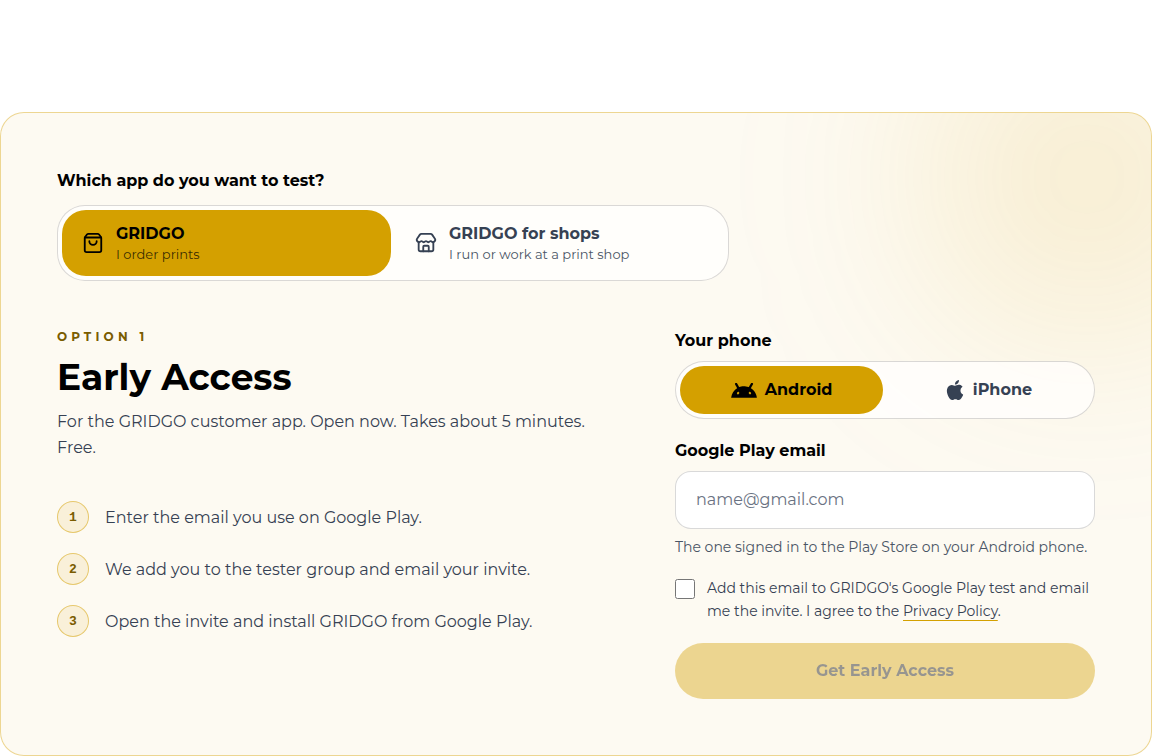 Which app do you want to test?
GRIDGO
I order prints
GRIDGO for shops
I run or work at a print shop
OPTION 1
Early Access
For the GRIDGO customer app. Open now. Takes about 5 minutes.
Free.
1 Enter the email you use on Google Play.
2 We add you to the tester group and email your invite.
3 Open the invite and install GRIDGO from Google Play.
Your phone
Android
iPhone
Google Play email
name@gmail.com
The one signed in to the Play Store on your Android phone.
Add this email to GRIDGO's Google Play test and email
me the invite. I agree to the Privacy Policy.
Get Early Access